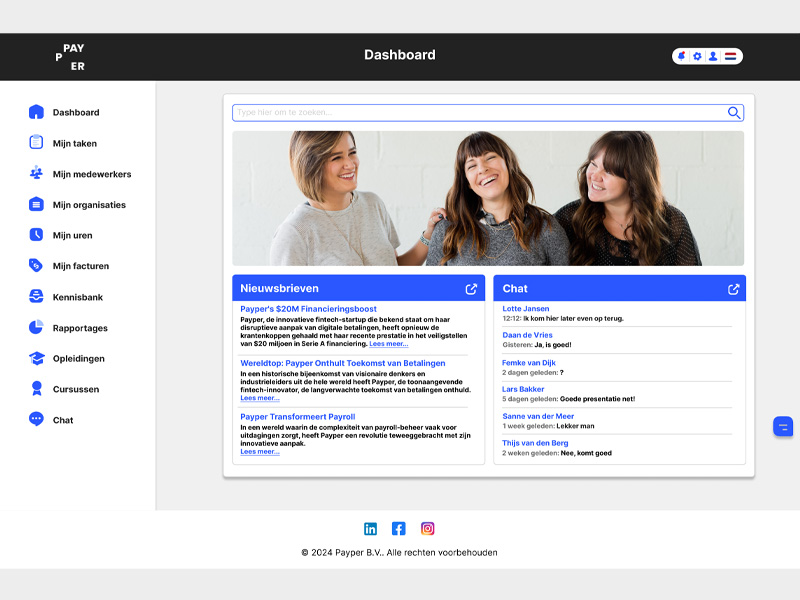 PAY
P
ER
Dashboard
Dashboard
Mijn taken
Mijn medewerkers
Mijn organisaties
Mijn uren
Mijn facturen
Kennisbank
Rapportages
Opleidingen
Cursussen
Chat
Type hier om te zoeken...
Nieuwsbrieven
Payper's $20M Financieringsboost
Payper, de innovatieve fintech-startup die bekend staat om haar
disruptieve aanpak van digitale betalingen, heeft opnieuw de
krantenkoppen gehaald met haar recente prestatie in het veiligstellen
van $20 miljoen in Serie A financiering. Lees meer...
Wereldtop: Payper Onthult Toekomst van Betalingen
In een historische bijeenkomst van visionaire denkers en
industrieleiders uit de hele wereld heeft Payper, de toonaangevende
fintech-innovator, de langverwachte toekomst van betalingen onthuld.
Lees meer...
Payper Transformeert Payroll
In een wereld waarin de complexiteit van payroll-beheer vaak voor
uitdagingen zorgt, heeft Payper een revolutie teweeggebracht met zijn
innovatieve aanpak.
Lees meer...
Chat
Lotte Jansen
12:12: Ik kom hier later even op terug.
Daan de Vries
Gisteren: Ja, is goed!
Femke van Dijk
2 dagen geleden: ?
Lars Bakker
5 dagen geleden: Goede presentatie net!
Sanne van der Meer
1 week geleden: Lekker man
Thijs van den Berg
2 weken geleden: Nee, komt goed
© 2024 Payper B.V.. Alle rechten voorbehouden